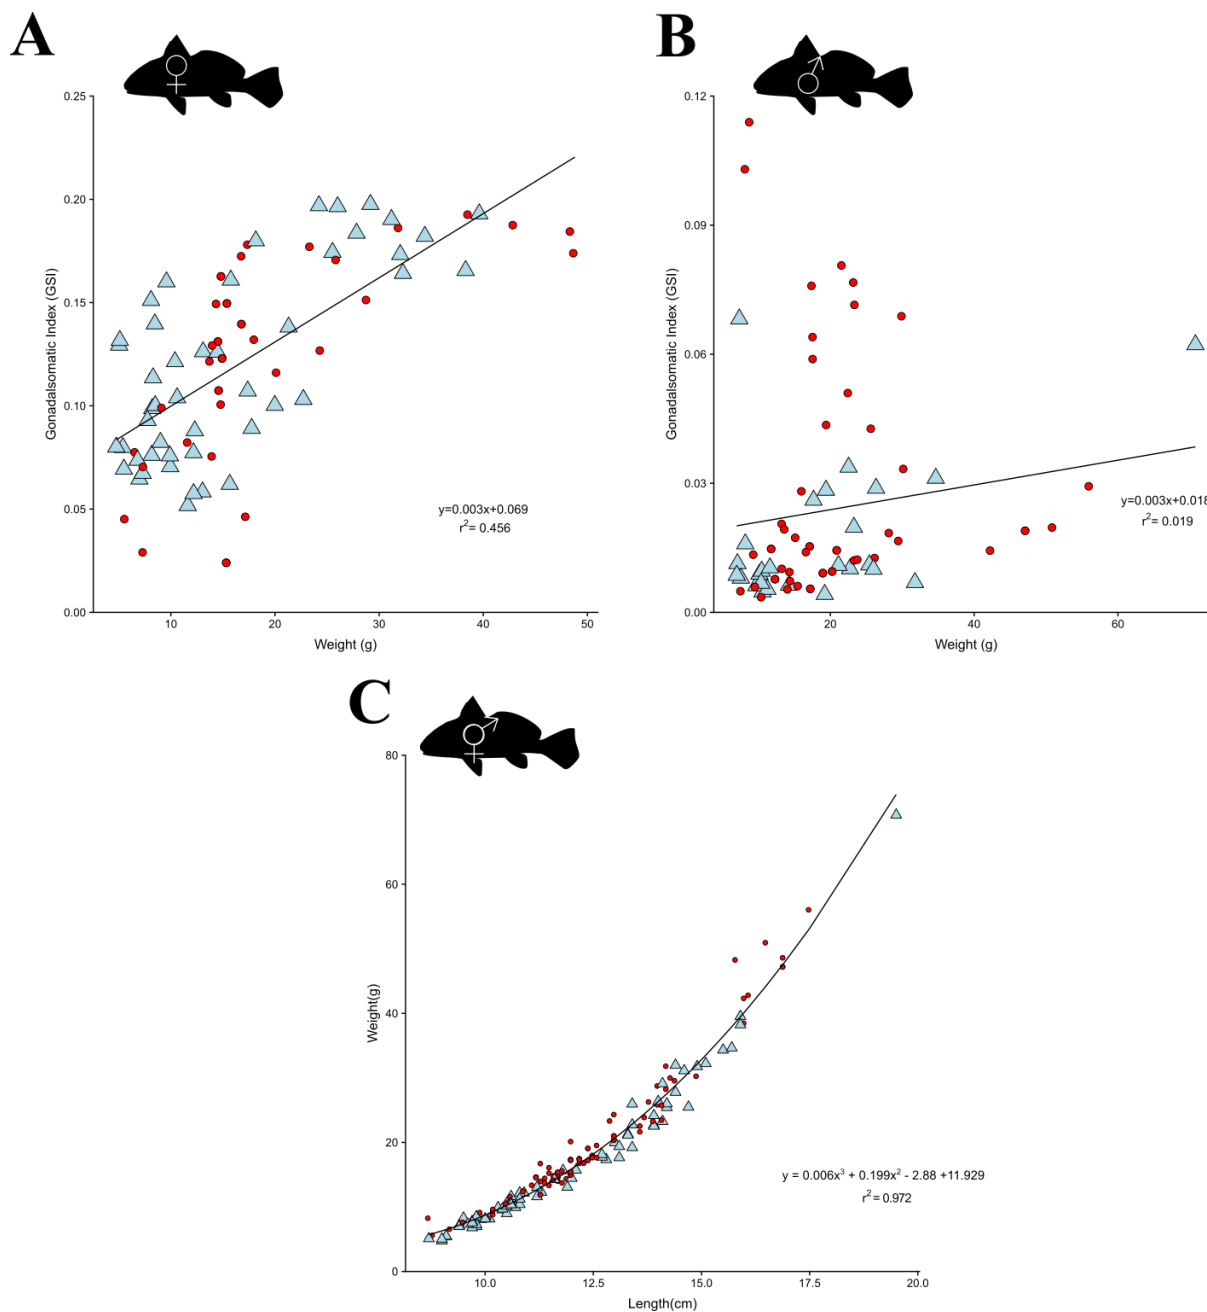 A
B
0.25
0.20
0.15
0.10
0.05
0.00
Gonadalsomatic Index (GSI)
10
20
30
40
50
Weight (g)
y=0.003x+0.069
r²= 0.456
0.12
0.09
0.06
0.03
0.00
Gonadalsomatic Index (GSI)
20
40
60
Weight (g)
y=0.003x+0.018
r²= 0.019
C
80
60
40
20
0
Weight(g)
10.0
12.5
15.0
17.5
20.0
Length(cm)
y = 0.006x³ + 0.199x² - 2.88 +11.929
r² = 0.972